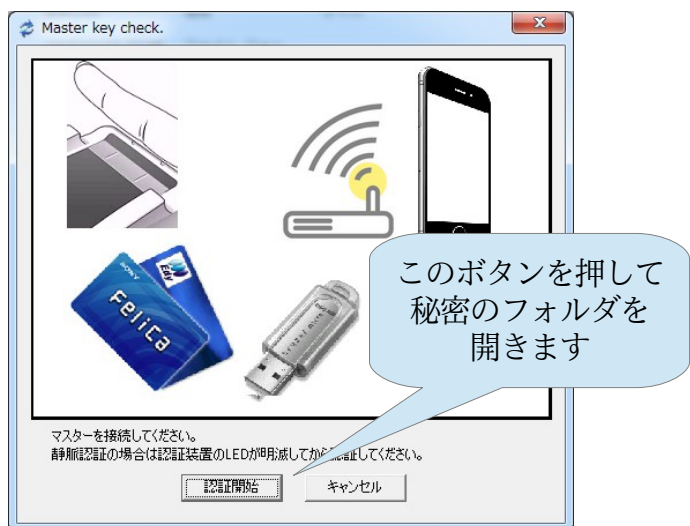 Master key check.
SONY
Edy
FeliCa
このボタンを押して
秘密のフォルダを
開きます
マスターを接続してください。
静脈認証の場合は認証装置のLEDが明滅してから認証してください。
認証開始
キャンセル